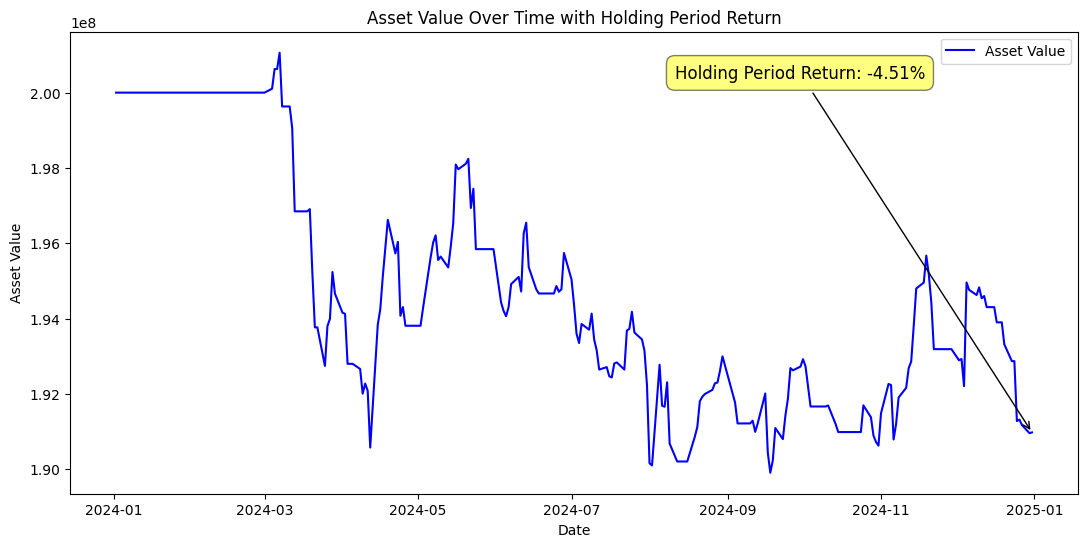 Asset Value Over Time with Holding Period Return
1e8
Asset Value
Holding Period Return: -4.51%
2.00
1.98
1.96
1.94
1.92
1.90
Asset Value
2024-01 2024-03 2024-05 2024-07 2024-09 2024-11 2025-01
Date